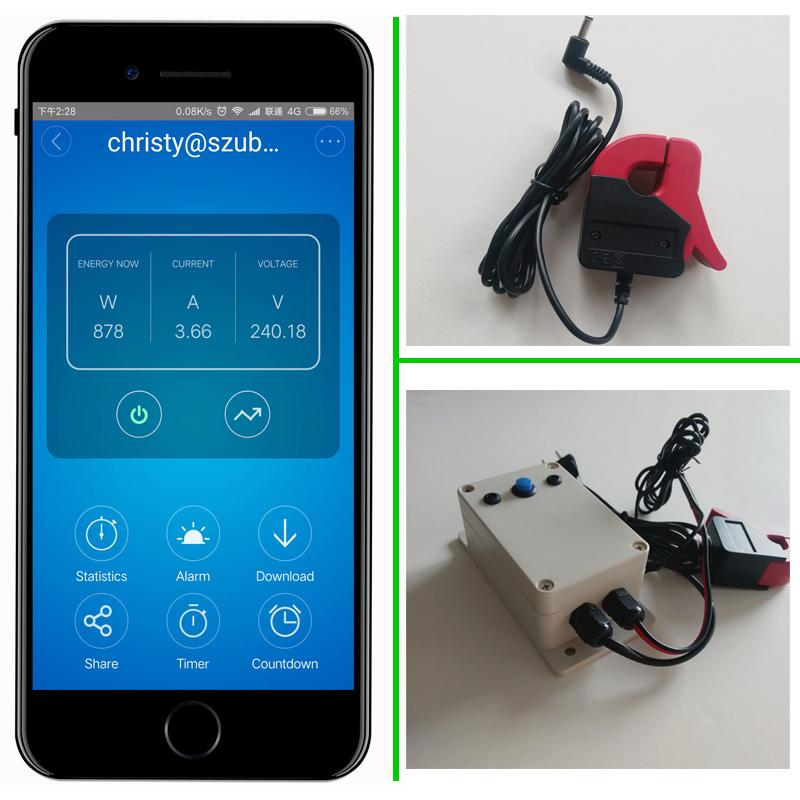 下午2:28 0.08K/s 联通 4G 66%
christy@szub...
ENERGY NOW CURRENT VOLTAGE
W A V
878 3.66 240.18
Statistics Alarm Download
Share Timer Countdown
CE